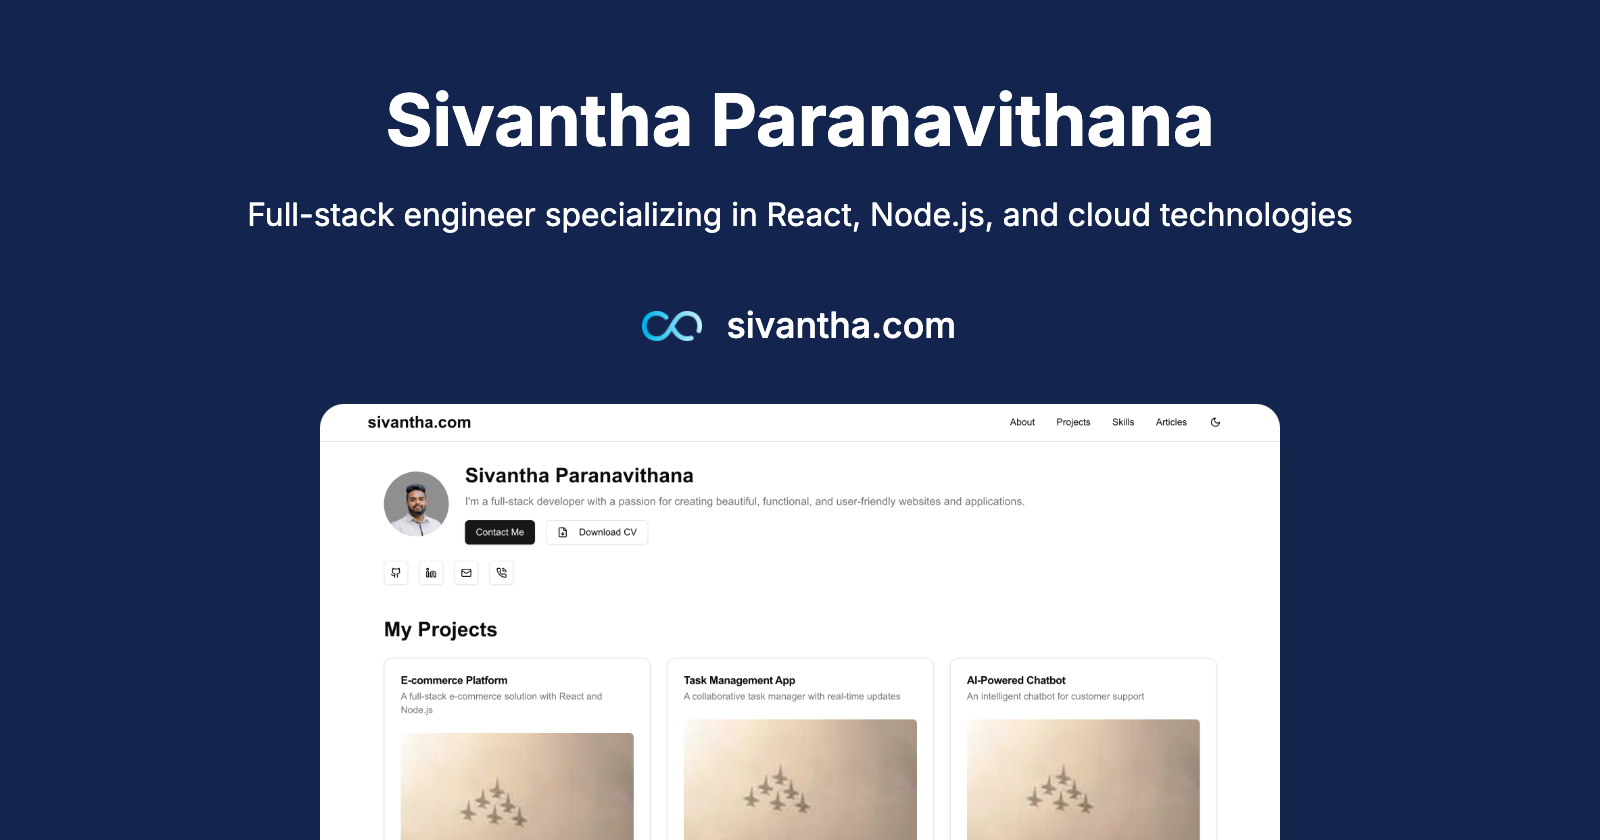 Sivantha Paranavithana
Full-stack engineer specializing in React, Node.js, and cloud technologies
sivantha.com
sivantha.com
About Projects Skills Articles
Sivantha Paranavithana
I'm a full-stack developer with a passion for creating beautiful, functional, and user-friendly websites and applications.
Contact Me Download CV
My Projects
E-commerce Platform
A full-stack e-commerce solution with React and
Node.js
Task Management App
A collaborative task manager with real-time updates
AI-Powered Chatbot
An intelligent chatbot for customer support